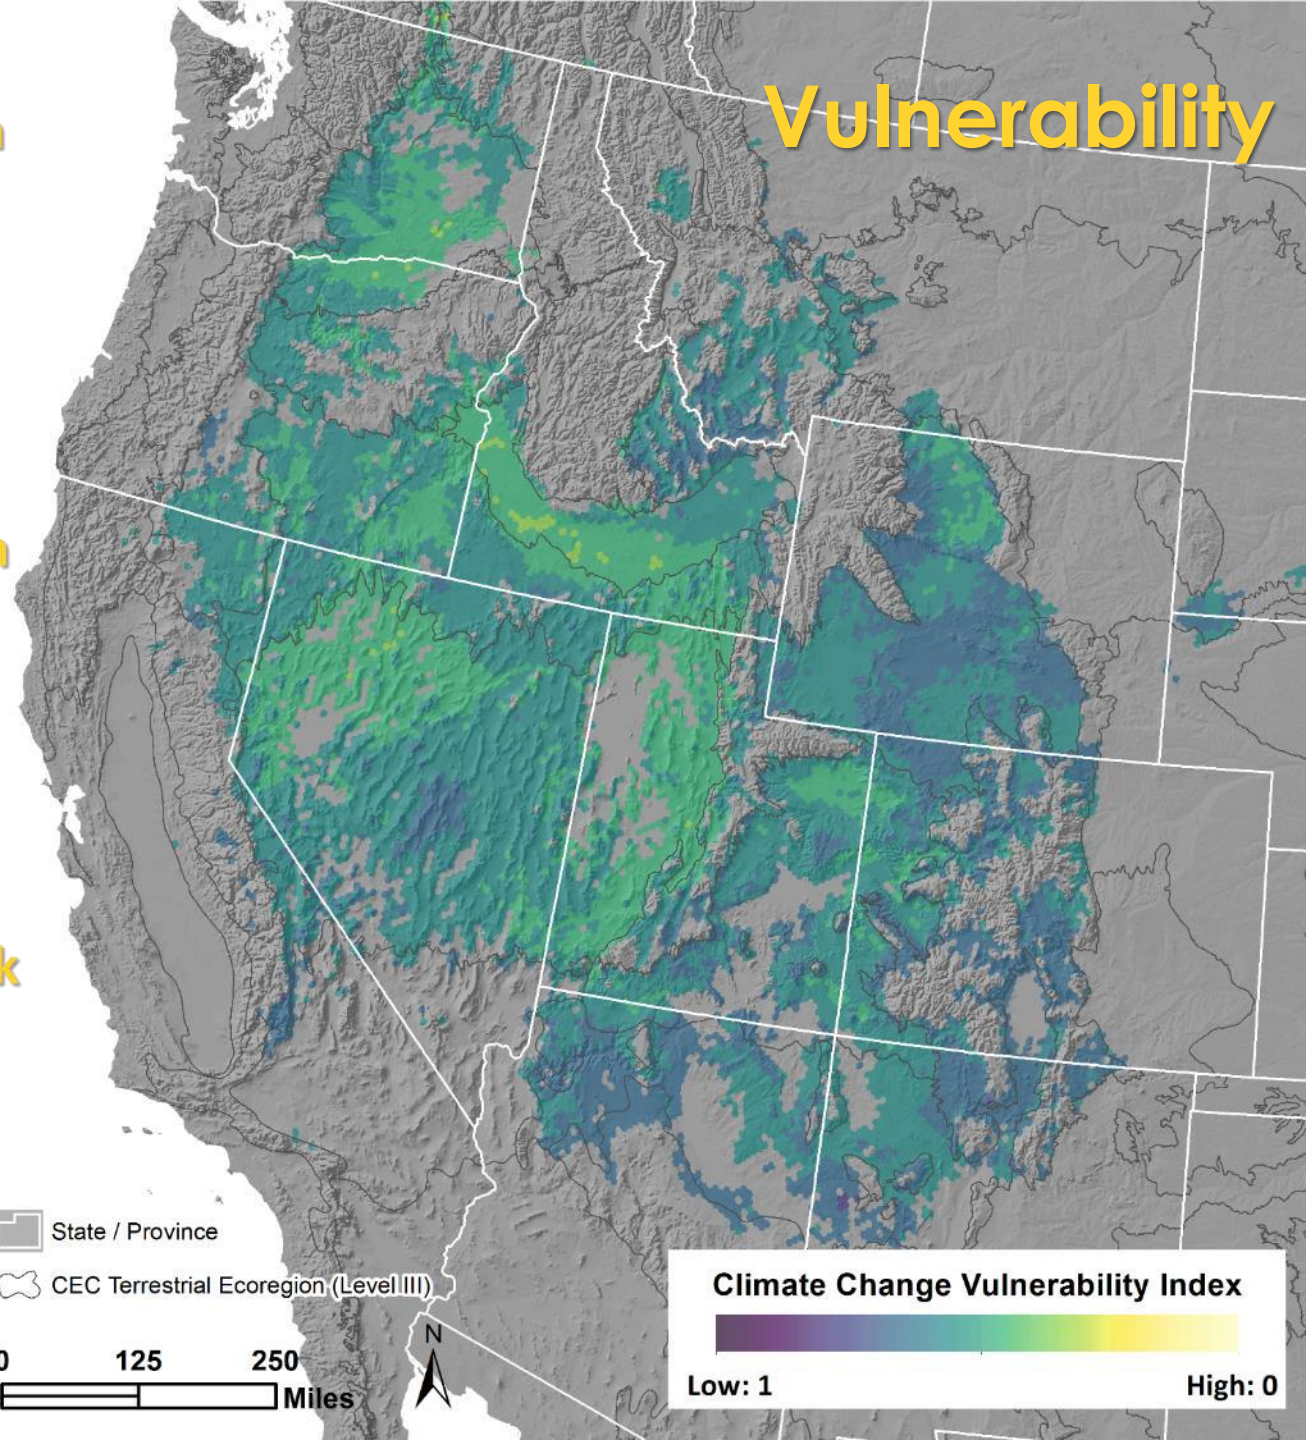 Vulnerability
State / Province
CEC Terrestrial Ecoregion (Level III)
0 125 250
Miles
N
Climate Change Vulnerability Index
Low: 1 High: 0